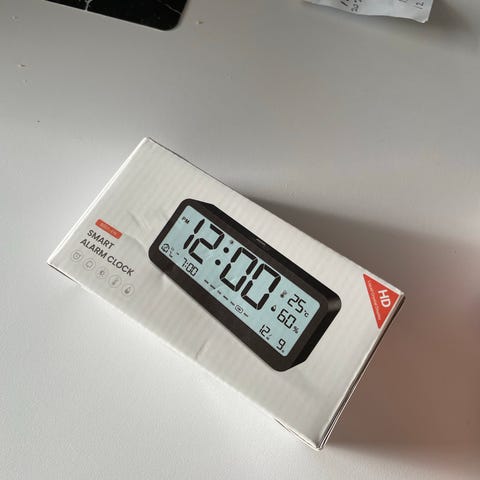 SMART
ALARM CLOCK
PM
12:00
7:00
25°C
60%
12 9
HD